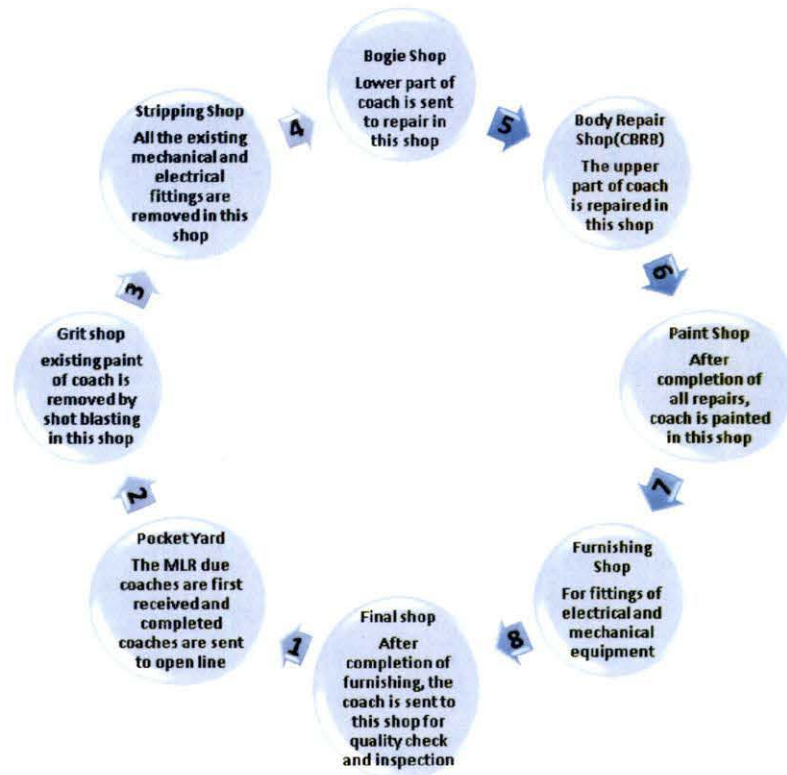 Bogie Shop
Lower part of
coach is sent
to repair in
this shop
5
Body Repair
Shop(CBRB)
The upper
part of coach
is repaired in
this shop
6
Paint Shop
After
completion of
all repairs,
coach is painted
in this shop
7
Furnishing
Shop
For fittings of
electrical and
mechanical
equipment
8
Final shop
After
completion of
furnishing, the
coach is sent to
this shop for
quality check
and inspection
1
Pocket Yard
The MLR due
coaches are first
received and
completed
coaches are sent
to open line
2
Grit shop
existing paint
of coach is
removed by
shot blasting
in this shop
3
Stripping Shop
All the existing
mechanical and
electrical
fittings are
removed in this
shop
4